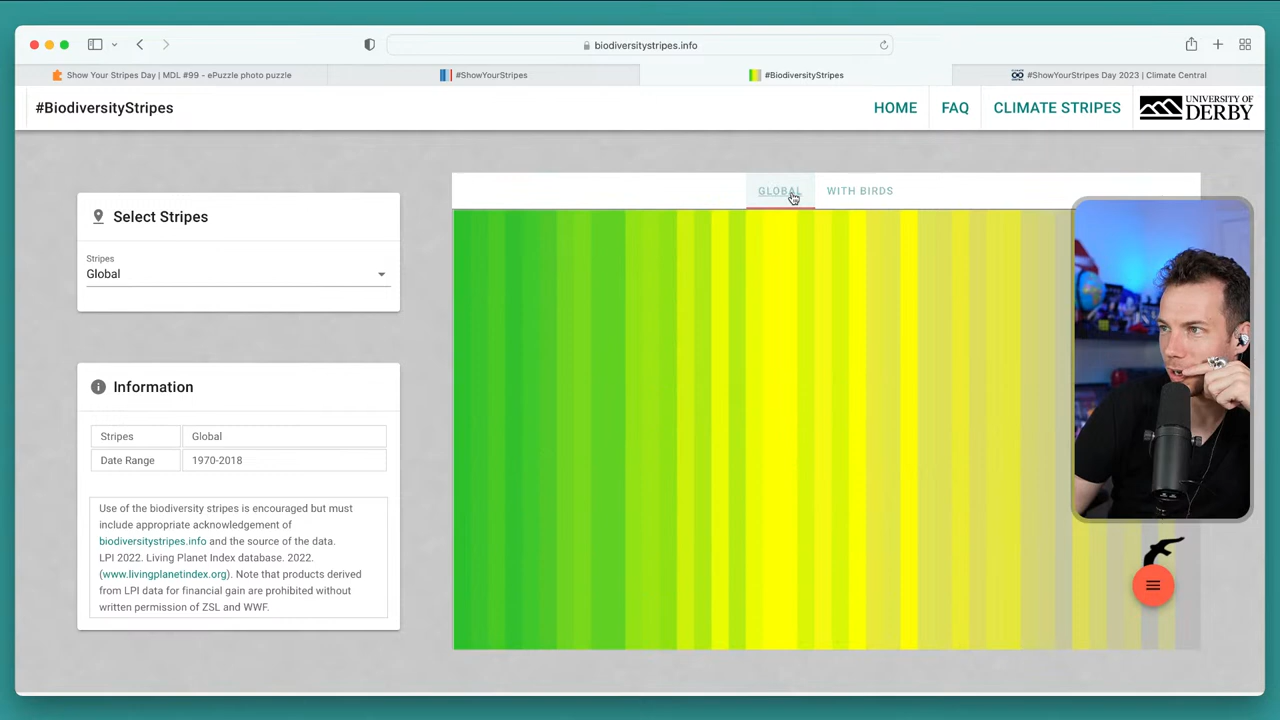 biodiversitystripes.info
Show Your Stripes Day | MDL #99 - ePuzzle photo puzzle
#ShowYourStripes
#BiodiversityStripes
#ShowYourStripes Day 2023 | Climate Central
#BiodiversityStripes
HOME
FAQ
CLIMATE STRIPES
UNIVERSITY OF
DERBY
GLOBAL
WITH BIRDS
Select Stripes
Stripes
Global
Information
Stripes
Global
Date Range
1970-2018
Use of the biodiversity stripes is encouraged but must
include appropriate acknowledgement of
biodiversitystripes.info and the source of the data.
LPI 2022. Living Planet Index database. 2022.
(www.livingplanetindex.org). Note that products derived
from LPI data for financial gain are prohibited without
written permission of ZSL and WWF.